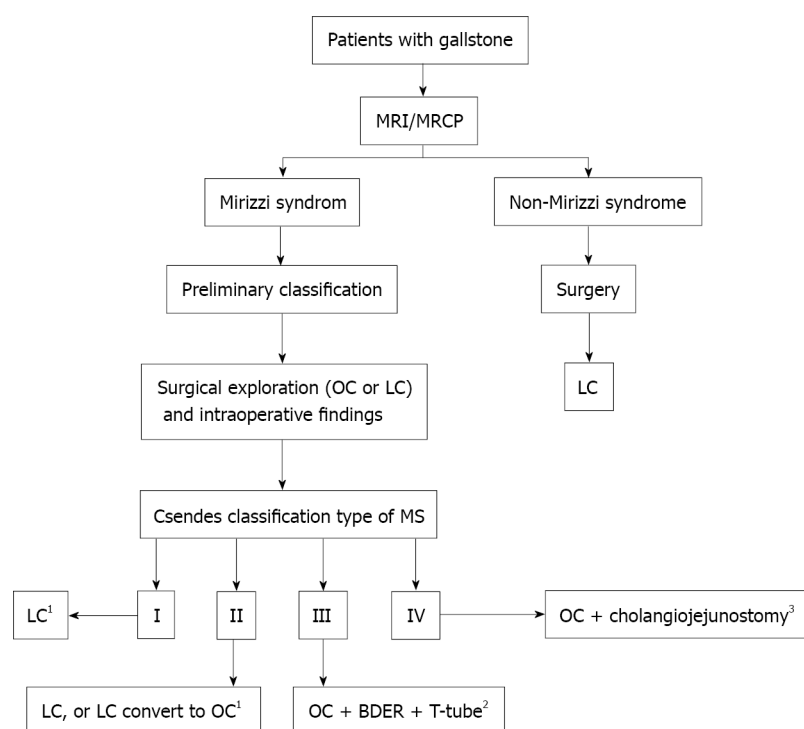 Patients with gallstone
MRI/MRCP
Mirizzi syndrom
Non-Mirizzi syndrome
Preliminary classification
Surgery
Surgical exploration (OC or LC)
and intraoperative findings
LC
Csendes classification type of MS
LC¹
I
II
III
IV
OC + cholangiojejunostomy³
LC, or LC convert to OC¹
OC + BDER + T-tube²